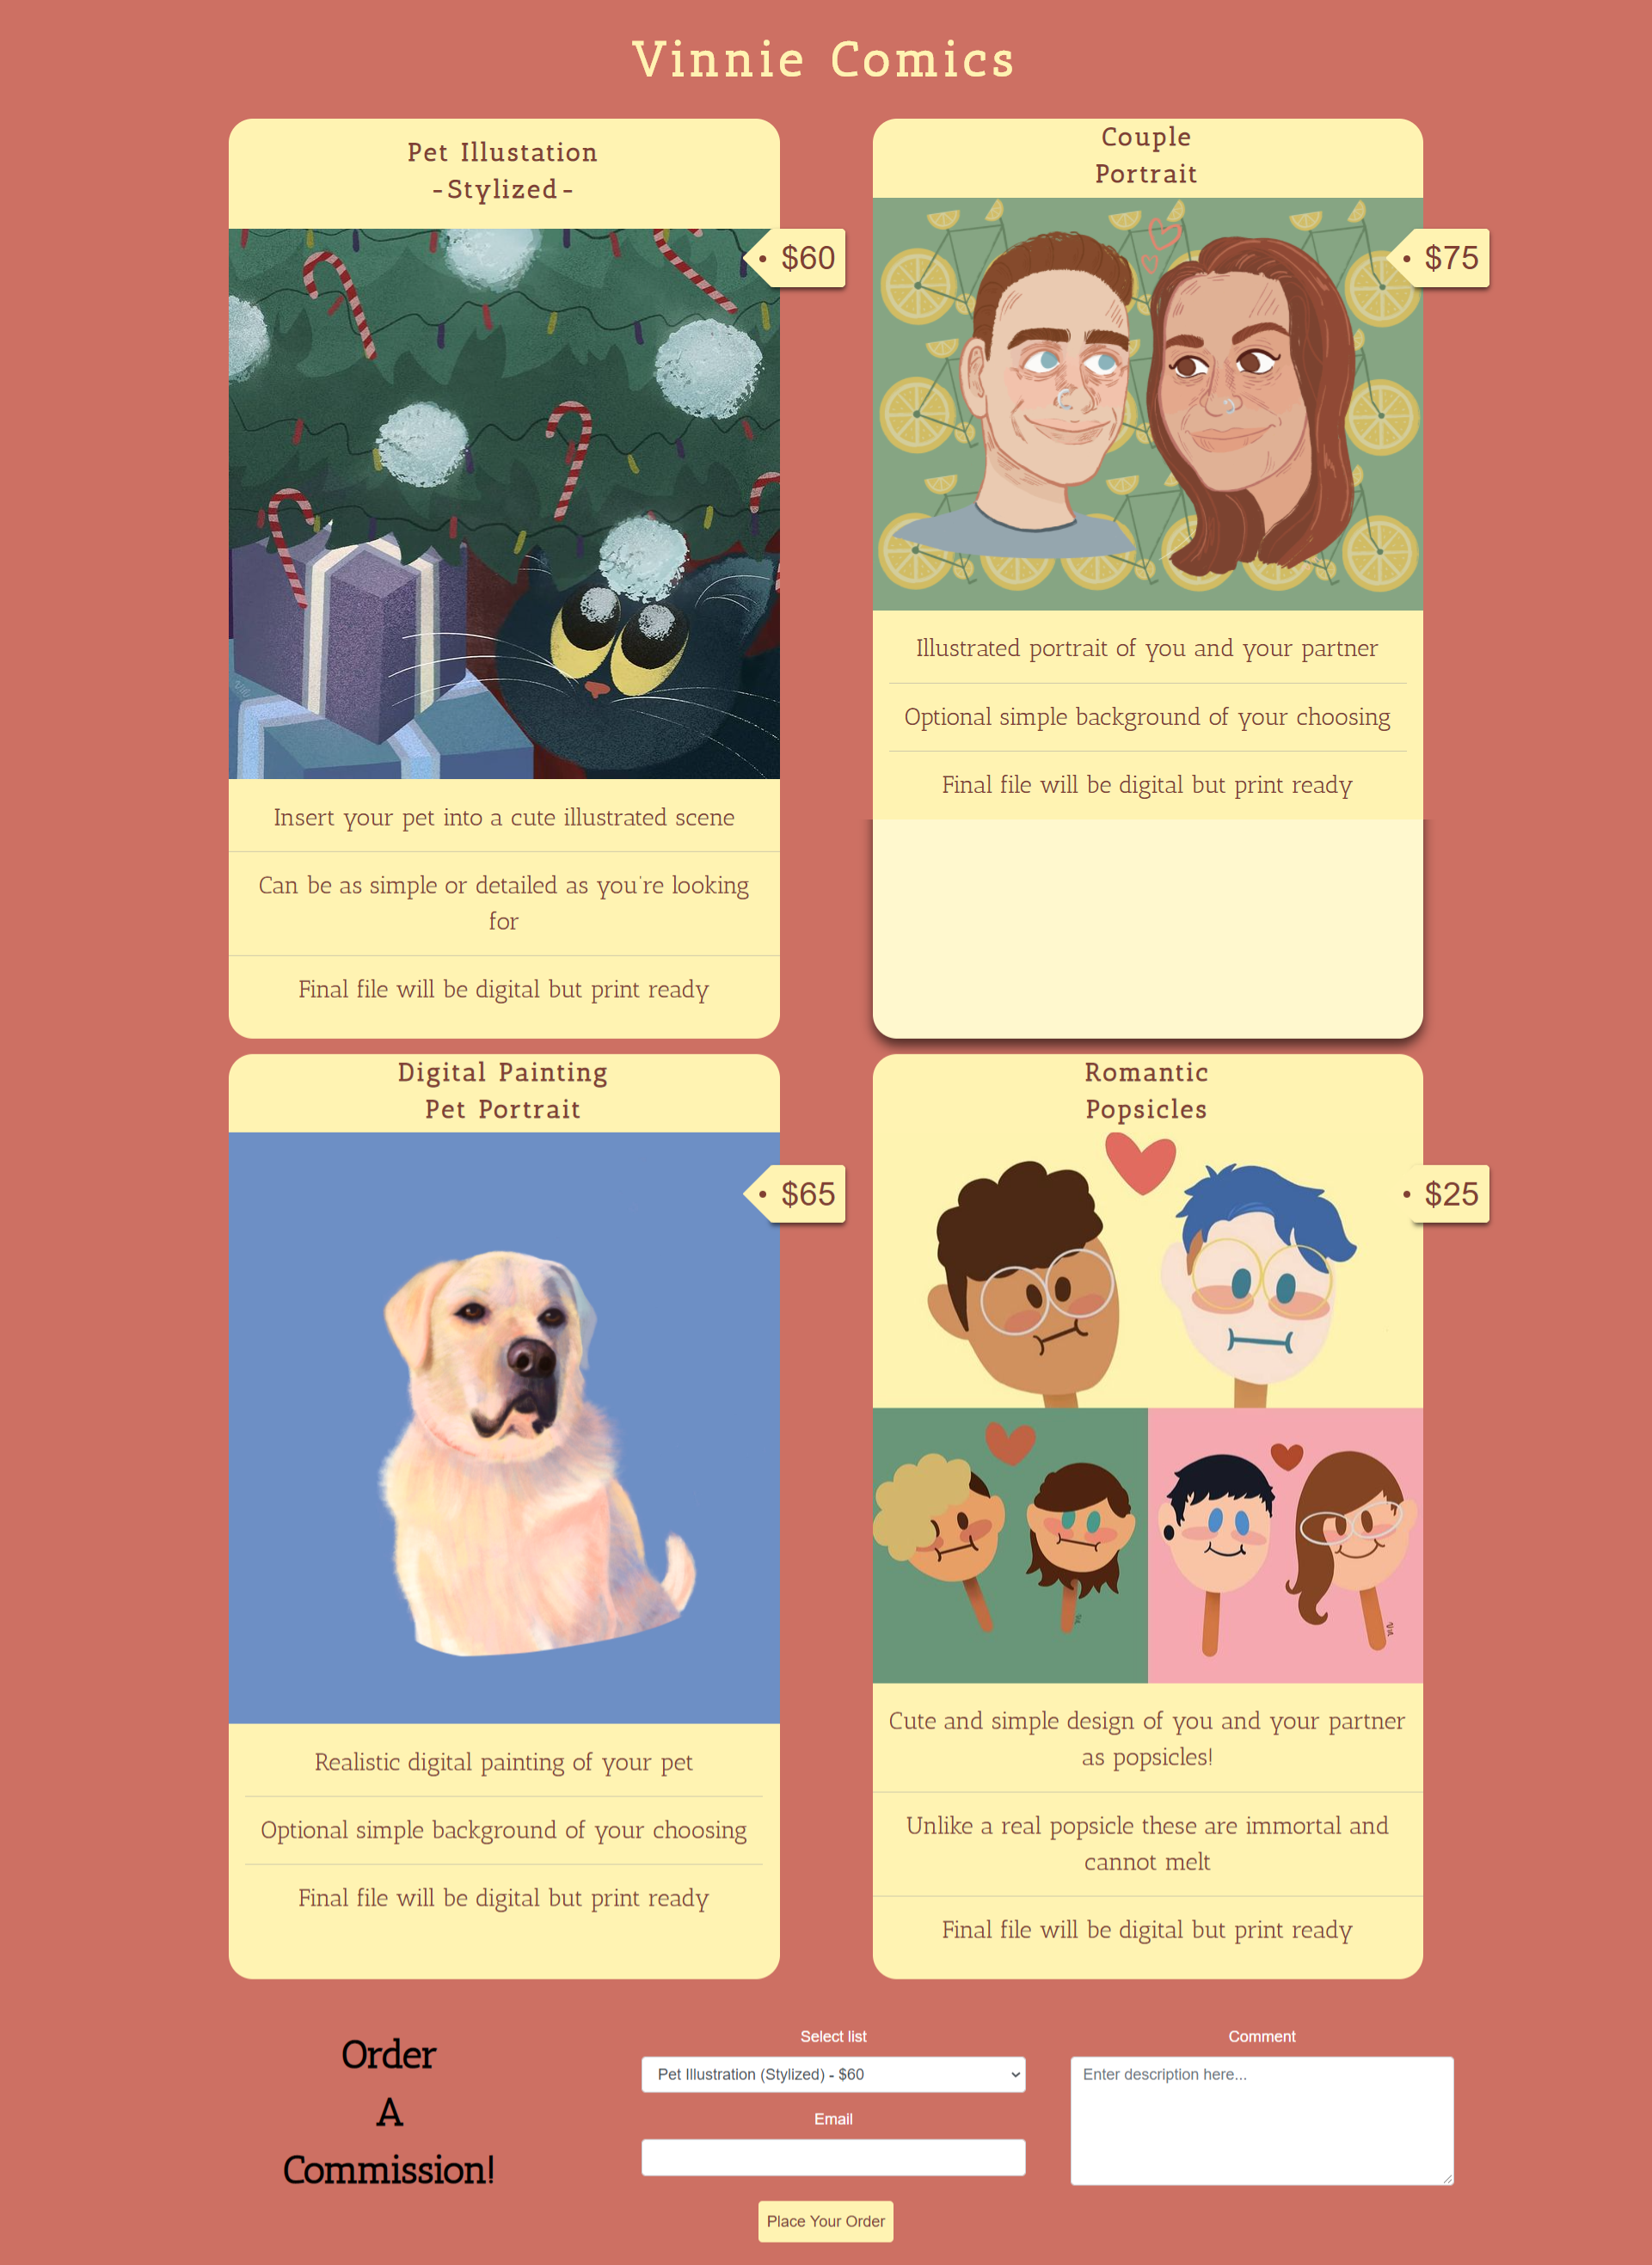 Vinnie Comics
Pet Illustation
-Stylized-
$60
Insert your pet into a cute illustrated scene
Can be as simple or detailed as you're looking
for
Final file will be digital but print ready
Couple
Portrait
$75
Illustrated portrait of you and your partner
Optional simple background of your choosing
Final file will be digital but print ready
Digital Painting
Pet Portrait
$65
Realistic digital painting of your pet
Optional simple background of your choosing
Final file will be digital but print ready
Romantic
Popsicles
$25
Cute and simple design of you and your partner
as popsicles!
Unlike a real popsicle these are immortal and
cannot melt
Final file will be digital but print ready
Order
A
Commission!
Select list
Pet Illustration (Stylized) - $60
Email
Comment
Enter description here...
Place Your Order